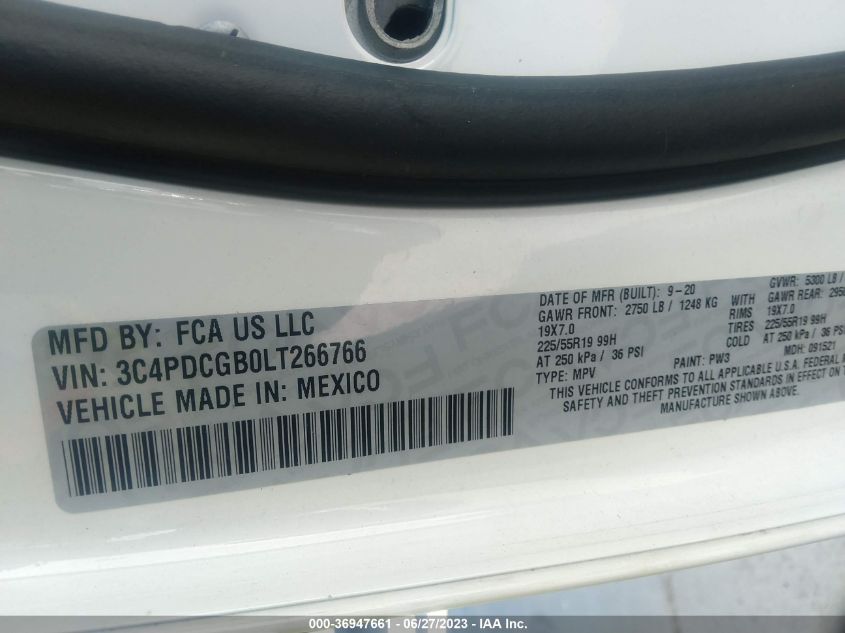 MFD BY: FCA US LLC
VIN: 3C4PDCGB0LT266766
VEHICLE MADE IN: MEXICO
DATE OF MFR (BUILT): 9-20
GAWR FRONT: 2750 LB / 1248 KG
19X7.0
225/55R19 99H
AT 250 kPa / 36 PSI
TYPE: MPV
WITH
RIMS
TIRES
COLD
GVWR: 5300 LB /
GAWR REAR: 295
19X7.0
225/55R19 99H
AT 250 kPa / 36 PSI
PAINT: PW3
MDH: 091521
THIS VEHICLE CONFORMS TO ALL APPLICABLE U.S.A. FEDERAL
SAFETY AND THEFT PREVENTION STANDARDS IN EFFECT ON
MANUFACTURE SHOWN ABOVE.
000-36947661 - 06/27/2023 - IAA Inc.